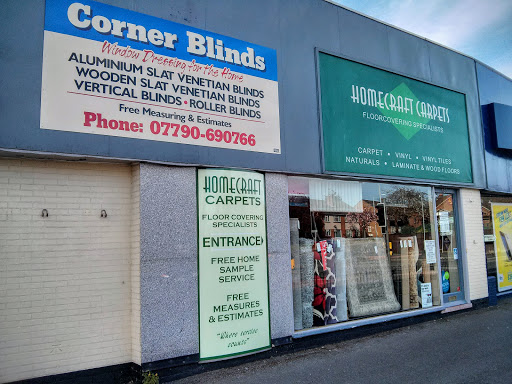 Corner Blinds
Window Dressing for the Home
ALUMINIUM SLAT VENETIAN BLINDS
WOODEN SLAT VENETIAN BLINDS
VERTICAL BLINDS • ROLLER BLINDS
Free Measuring & Estimates
Phone: 07790-690766
HOMECRAFT CARPETS
FLOORCOVERING SPECIALISTS
CARPET • VINYL • VINYL TILES
NATURALS • LAMINATE & WOOD FLOORS
HOMECRAFT
CARPETS
FLOOR COVERING
SPECIALISTS
ENTRANCE
FREE HOME
SAMPLE
SERVICE
FREE
MEASURES
& ESTIMATES
"Where service
counts"